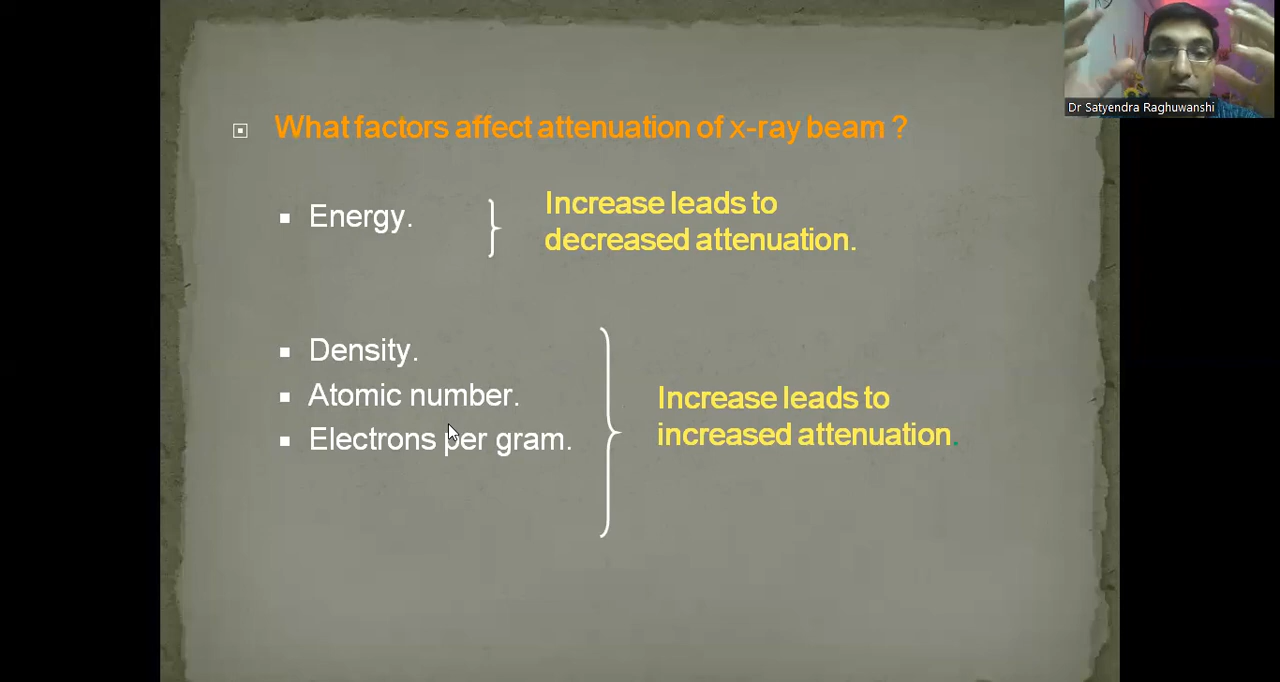 Dr Satyendra Raghuwanshi
What factors affect attenuation of x-ray beam ?
Energy.
Increase leads to
decreased attenuation.
Density.
Atomic number.
Electrons per gram.
Increase leads to
increased attenuation.